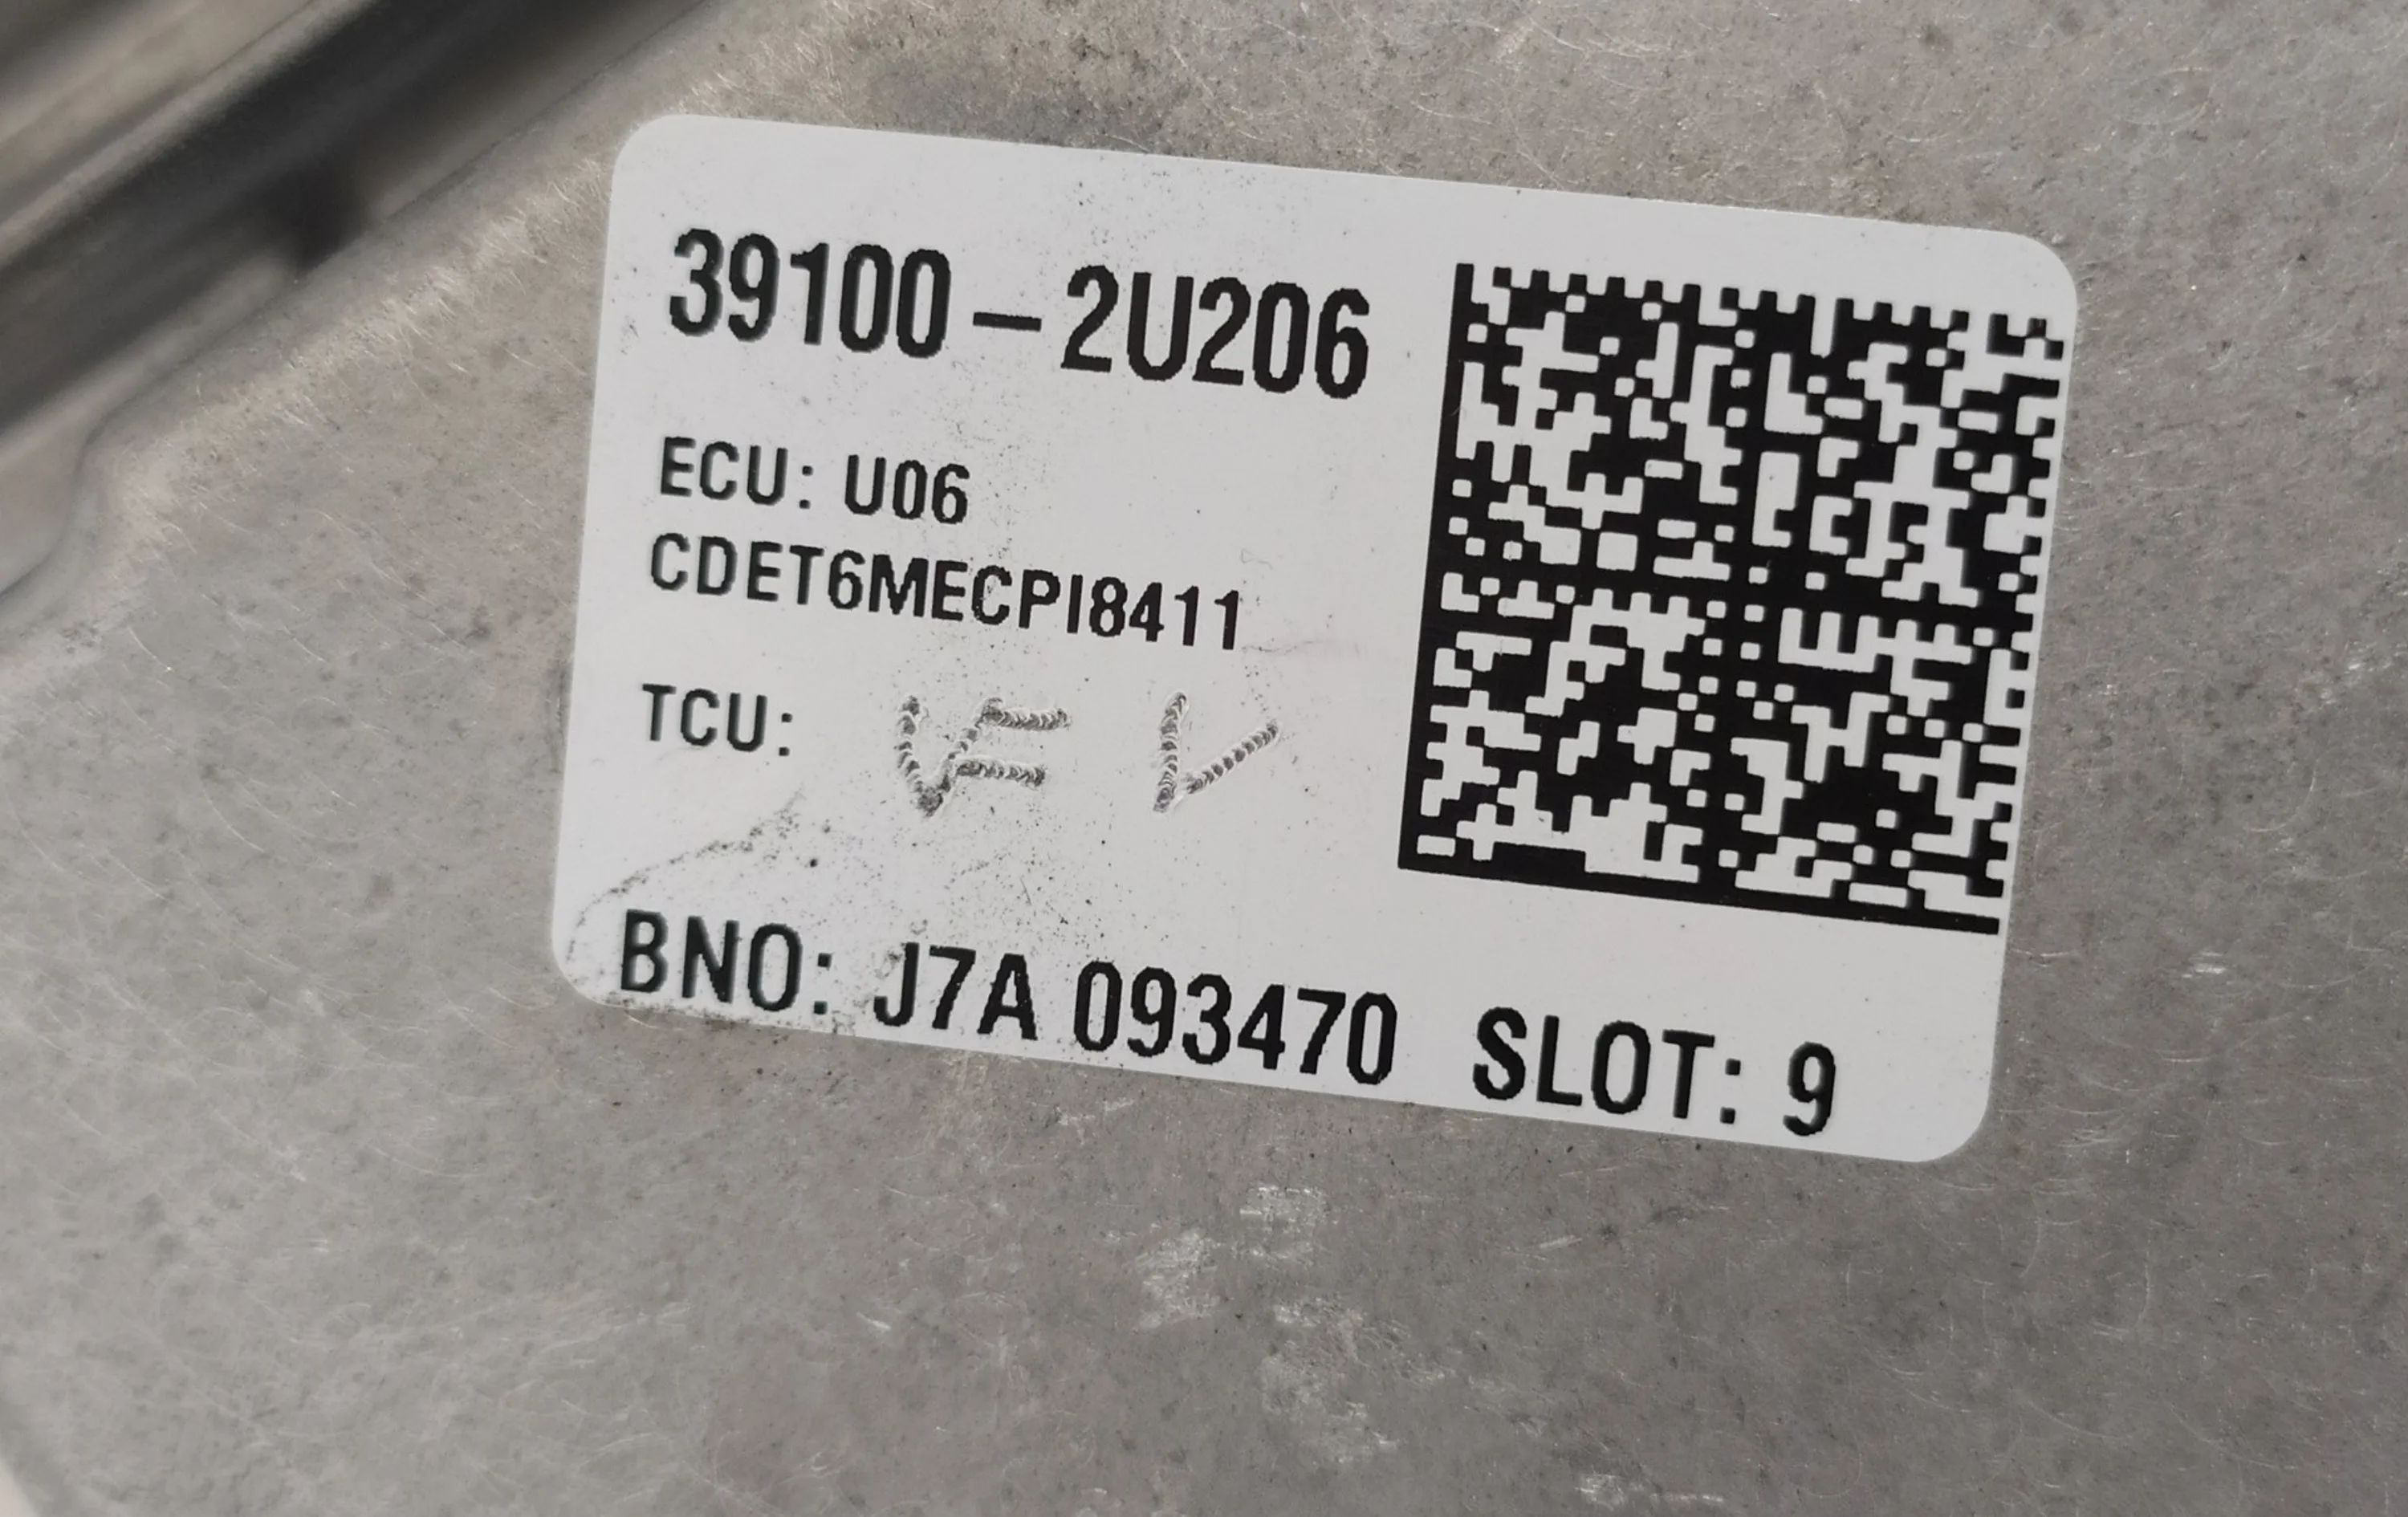 39100-2U206
ECU: U06
CDET6MECPI8411
TCU:
BNO: J7A 093470 SLOT: 9